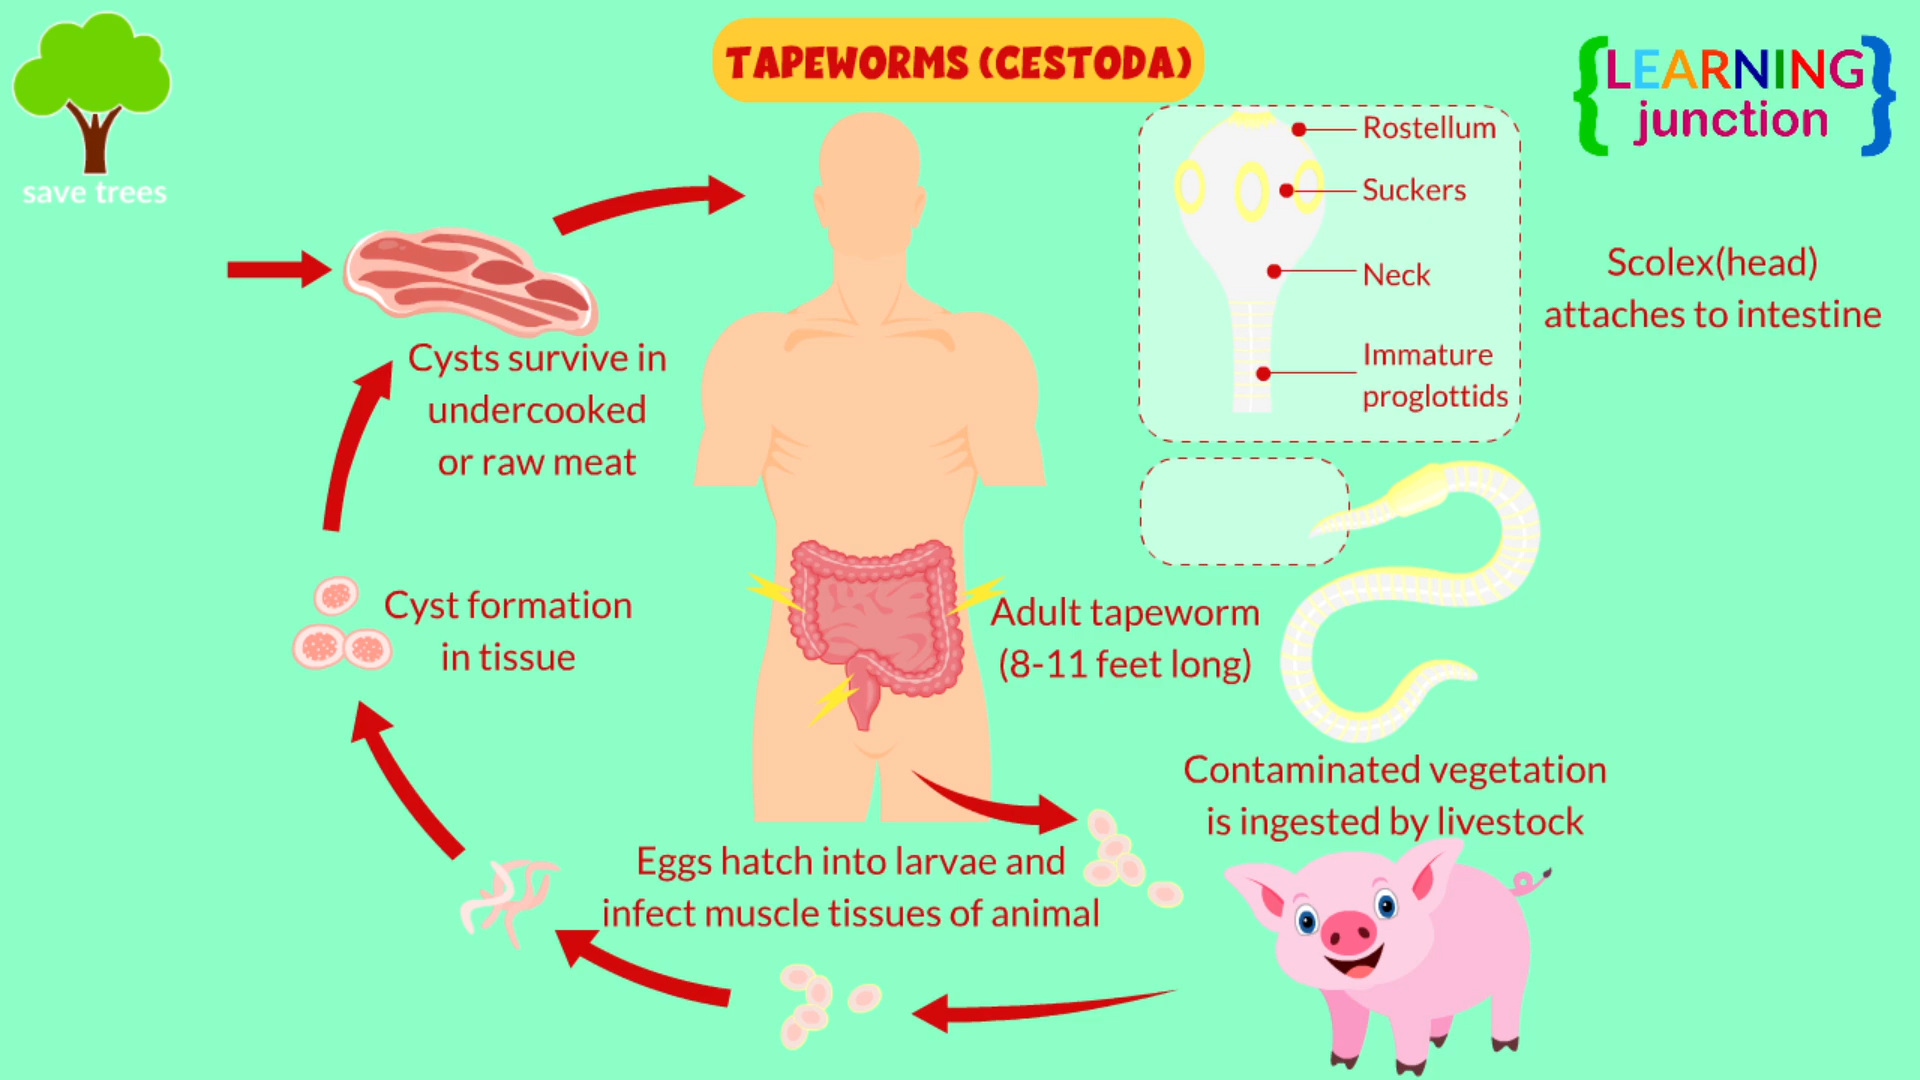 TAPEWORMS (CESTODA)
{LEARNING
junction}
save trees
Rostellum
Suckers
Neck
Immature
proglottids
Scolex(head)
attaches to intestine
Cysts survive in
undercooked
or raw meat
Cyst formation
in tissue
Adult tapeworm
(8-11 feet long)
Contaminated vegetation
is ingested by livestock
Eggs hatch into larvae and
infect muscle tissues of animal